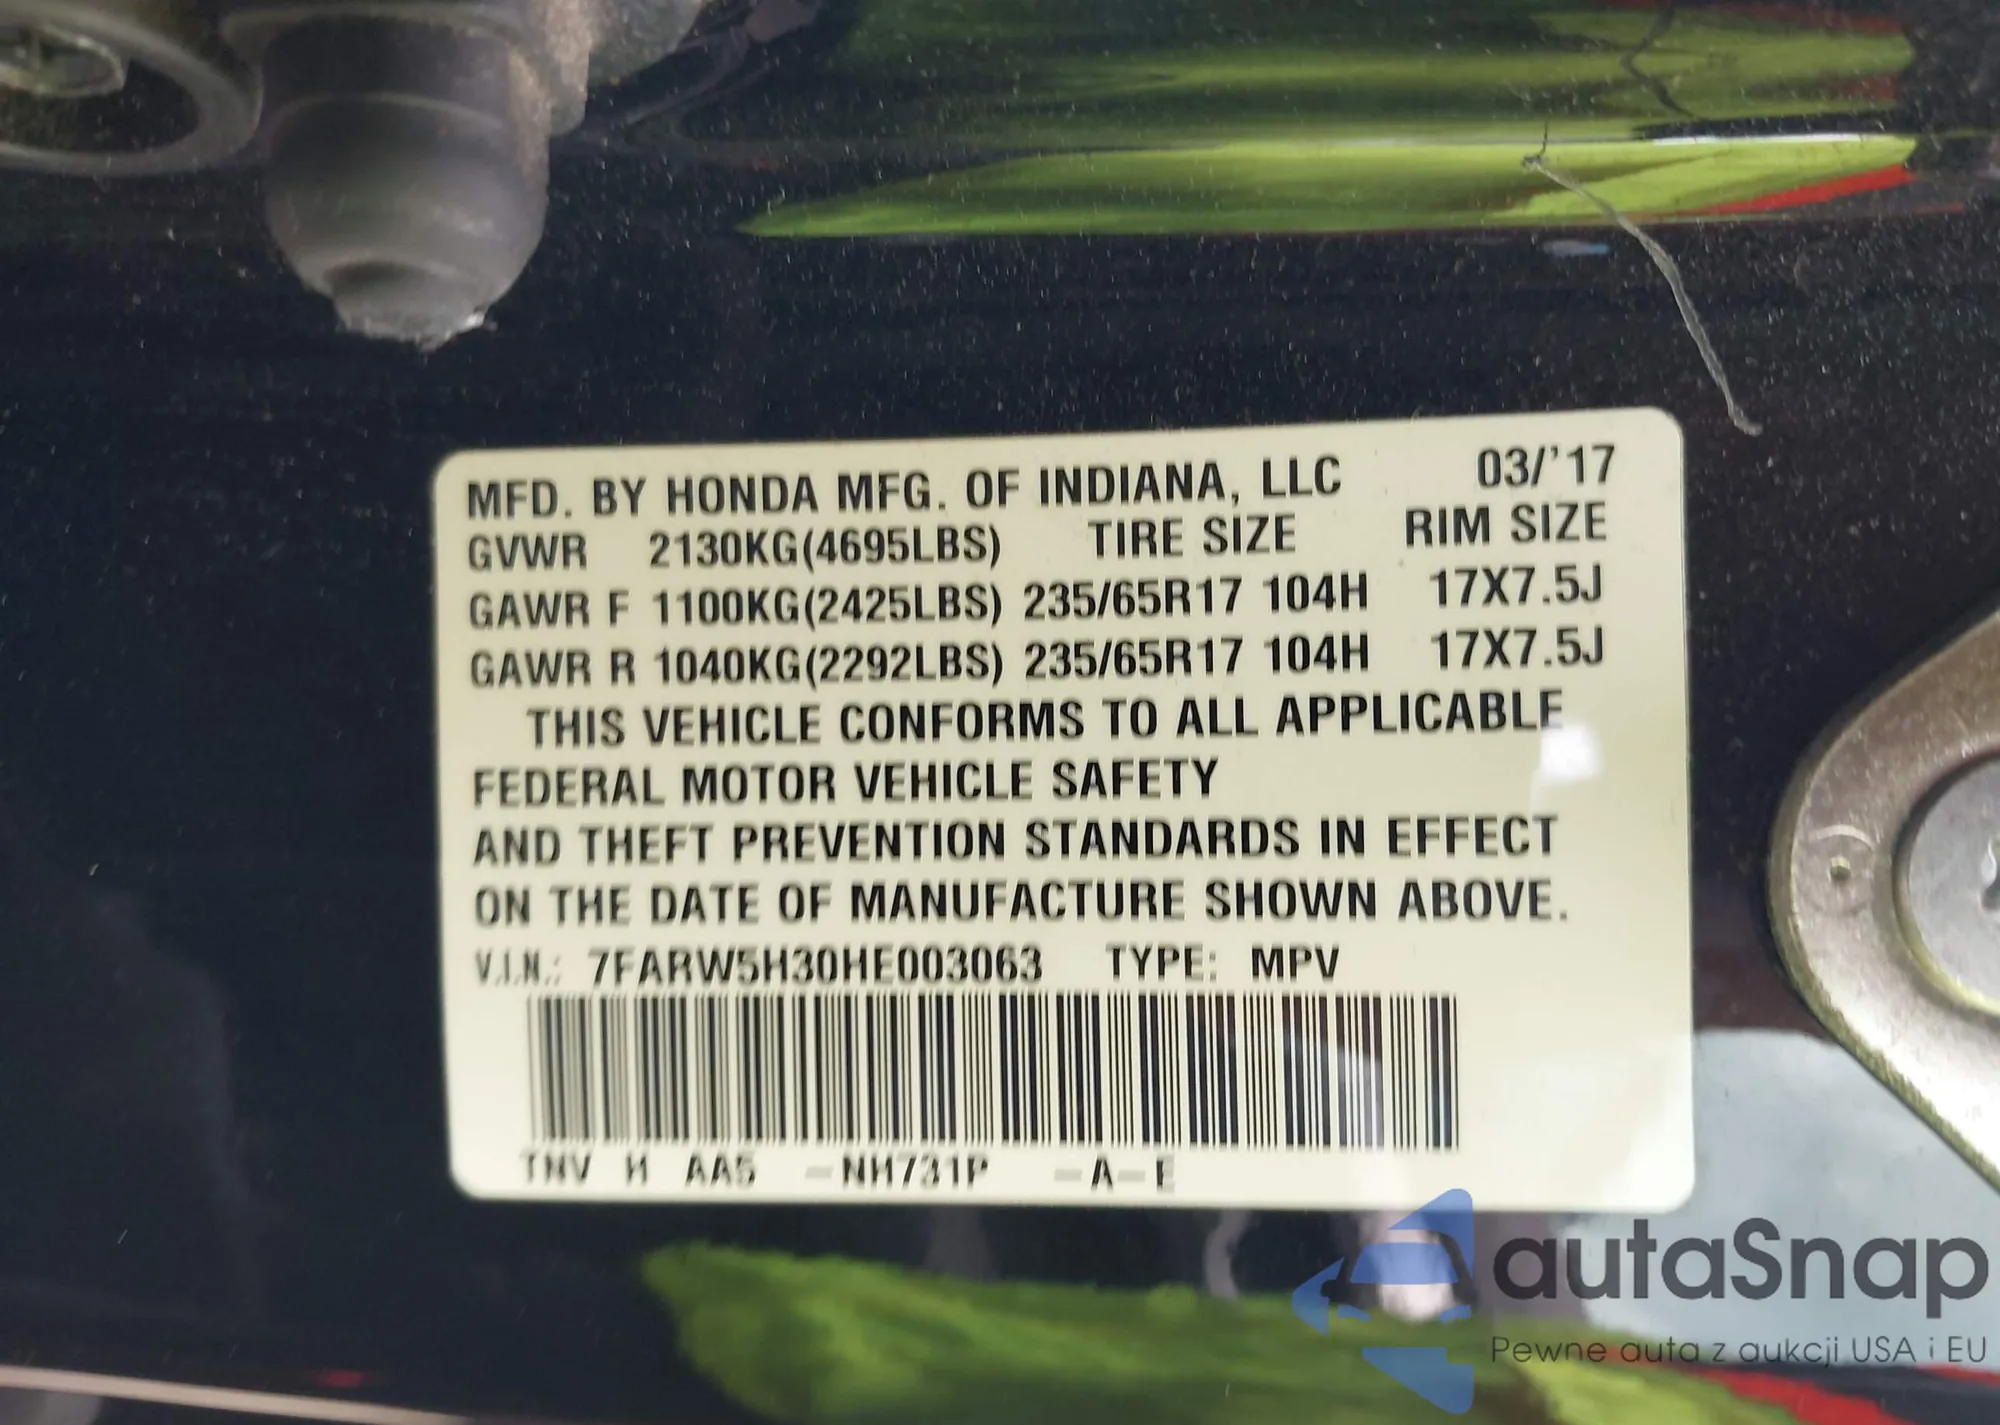 MFD. BY HONDA MFG. OF INDIANA, LLC 03/'17
GVWR 2130KG(4695LBS) TIRE SIZE RIM SIZE
GAWR F 1100KG(2425LBS) 235/65R17 104H 17X7.5J
GAWR R 1040KG(2292LBS) 235/65R17 104H 17X7.5J
THIS VEHICLE CONFORMS TO ALL APPLICABLE
FEDERAL MOTOR VEHICLE SAFETY
AND THEFT PREVENTION STANDARDS IN EFFECT
ON THE DATE OF MANUFACTURE SHOWN ABOVE.
V.I.N.: 7FARW5H30HE003063 TYPE: MPV
TNV H AA5 -NH731P -A-E
autaSnap
Pewne auta z aukcji USA i EU